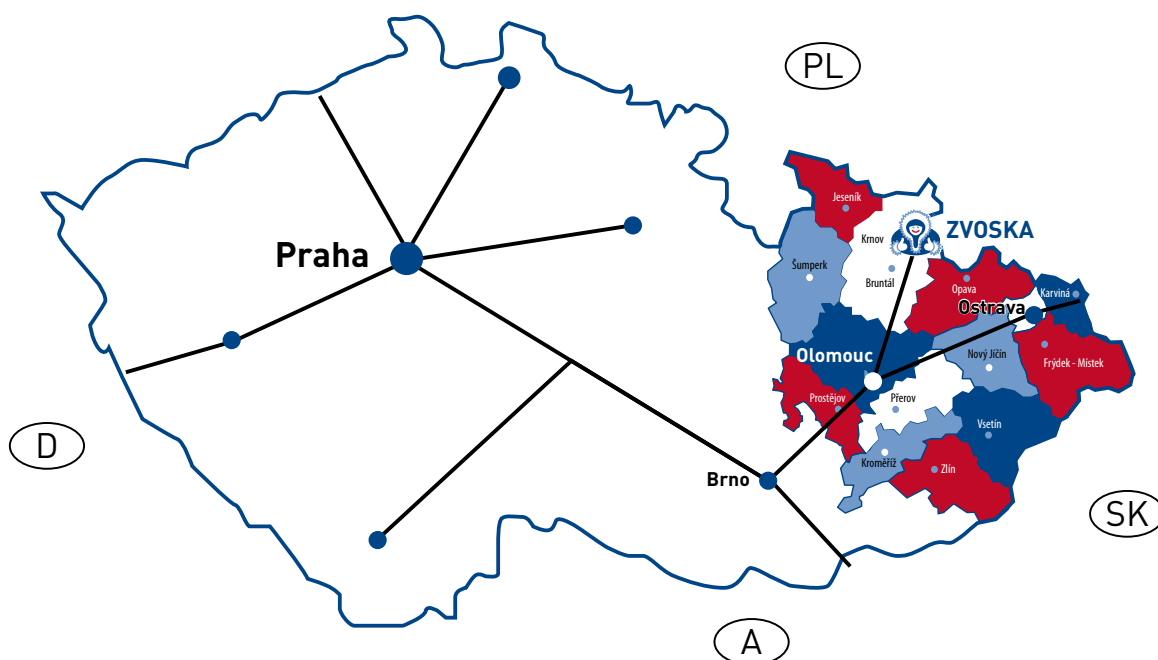 PL
Jeseník
ZVOSKA
Krnov
Praha
Šumperk
Bruntál
Opava
Karviná
Ostrava
Olomouc
Nový Jíčín
Frýdek - Místek
Prostějov
Přerov
Vsetín
D
Kroměříž
Zlín
Brno
SK
A